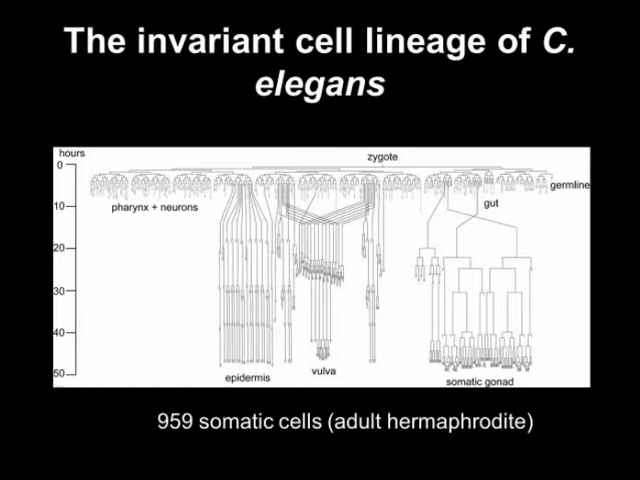 The invariant cell lineage of C.
elegans
hours
zygote
0
germline
pharynx + neurons
gut
10
20
30
40
50
epidermis
vulva
somatic gonad
959 somatic cells (adult hermaphrodite)